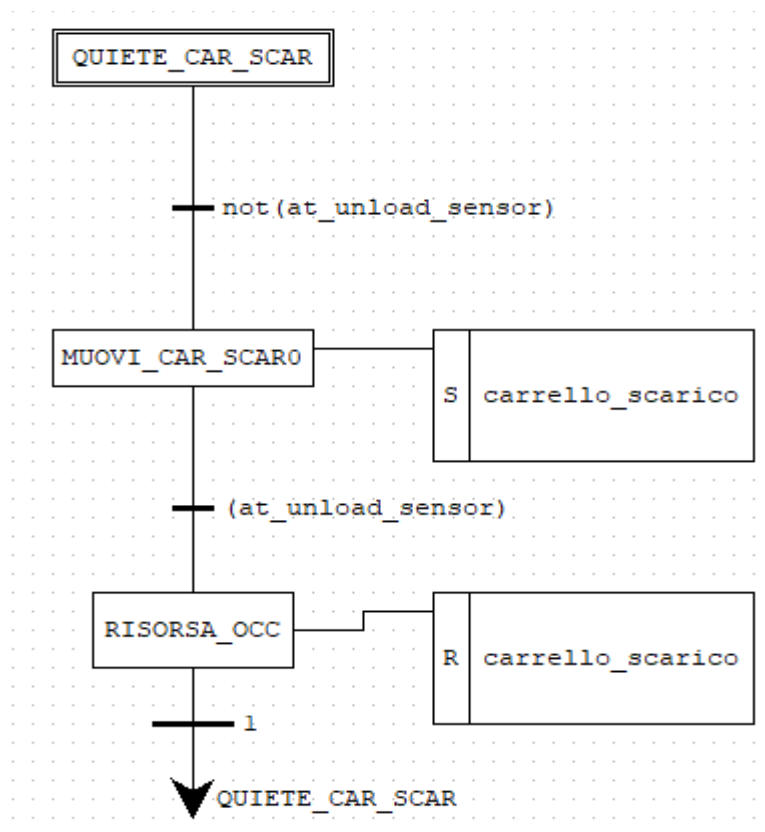 QUIETE_CAR_SCAR
not(at_unload_sensor)
MUOVI_CAR_SCAR0
S carrello_scarico
(at_unload_sensor)
RISORSA_OCC
R carrello_scarico
1
QUIETE_CAR_SCAR